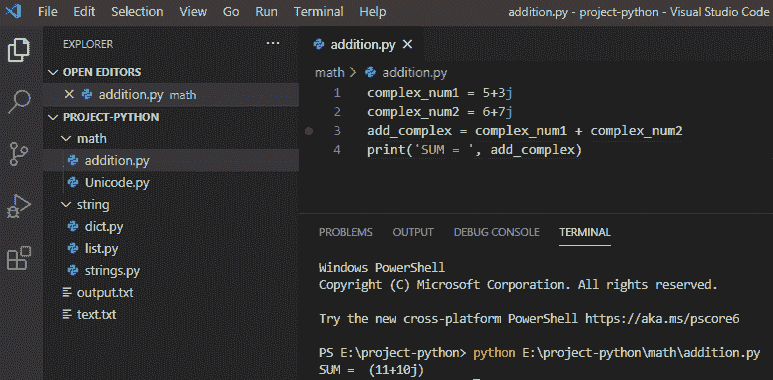 File Edit Selection View Go Run Terminal Help addition.py - project-python - Visual Studio Code
EXPLORER ...
OPEN EDITORS
addition.py math
PROJECT-PYTHON
math
addition.py
Unicode.py
string
dict.py
list.py
strings.py
output.txt
text.txt
addition.py
math > addition.py
1 complex_num1 = 5+3j
2 complex_num2 = 6+7j
3 add_complex = complex_num1 + complex_num2
4 print('SUM = ', add_complex)
PROBLEMS OUTPUT DEBUG CONSOLE TERMINAL
Windows PowerShell
Copyright (C) Microsoft Corporation. All rights reserved.
Try the new cross-platform PowerShell https://aka.ms/pscore6
PS E:\project-python> python E:\project-python\math\addition.py
SUM =  (11+10j)